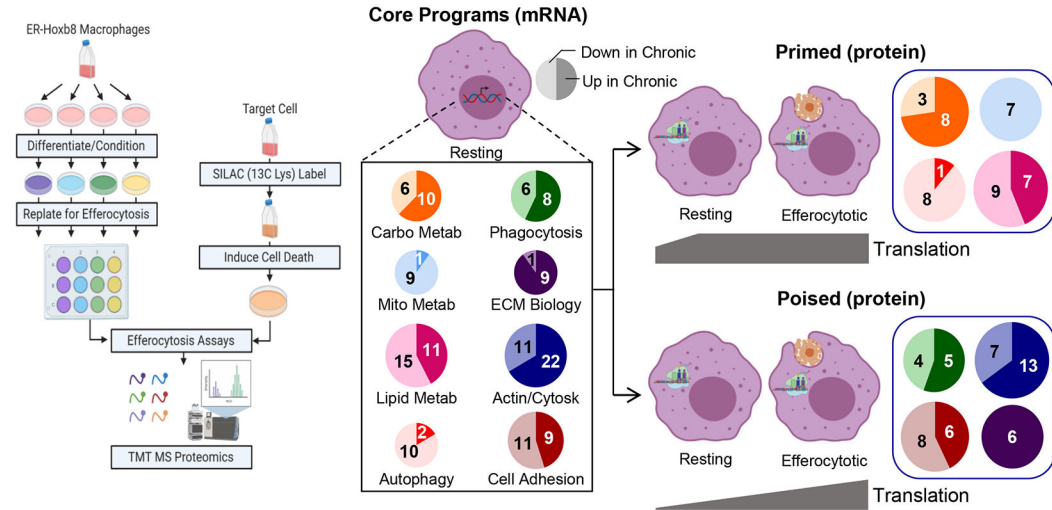 ER-Hoxb8 Macrophages
Differentiate/Condition
Replate for Efferocytosis
1 2 3 4
A
B
C
Target Cell
SILAC (13C Lys) Label
Induce Cell Death
Efferocytosis Assays
TMT MS Proteomics
Core Programs (mRNA)
Down in Chronic
Up in Chronic
Resting
6 10
Carbo Metab
6 8
Phagocytosis
1
9
Mito Metab
1
9
ECM Biology
15 11
Lipid Metab
11 22
Actin/Cytosk
2
10
Autophagy
11 9
Cell Adhesion
Primed (protein)
Resting
Efferocytotic
Translation
3 8
7
1
8
9 7
Poised (protein)
Resting
Efferocytotic
Translation
4 5
7 13
8 6
6